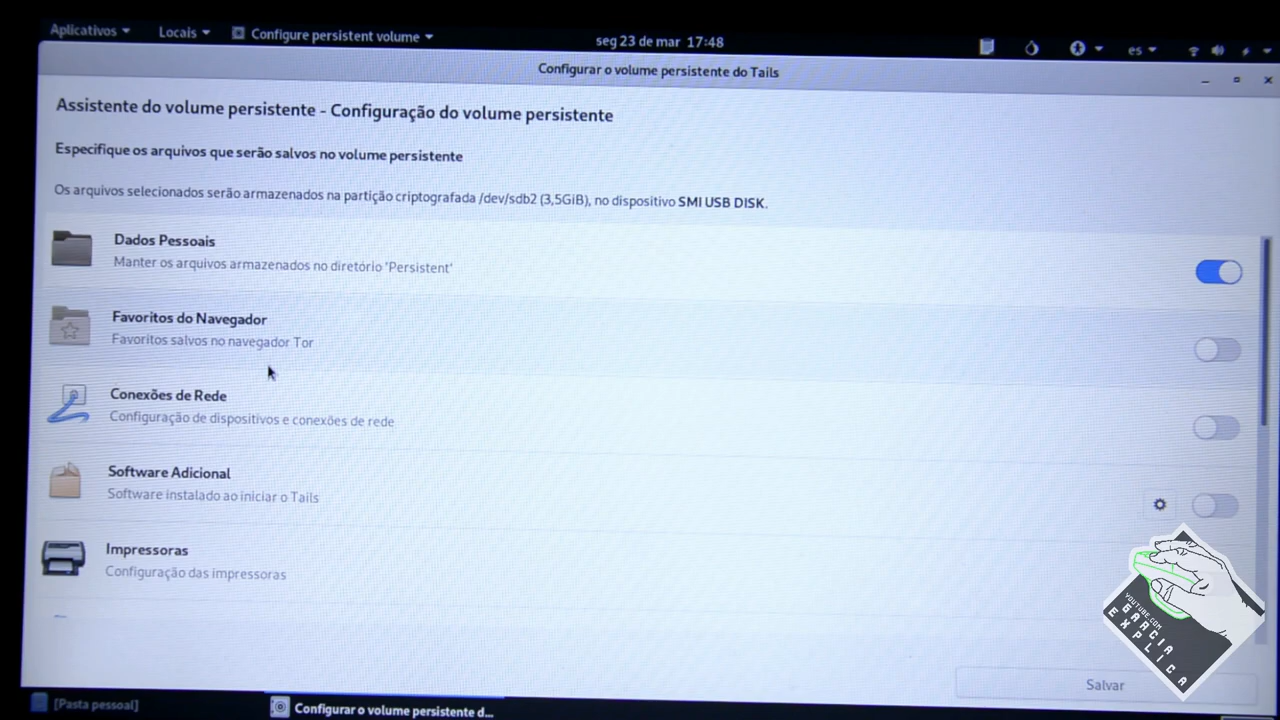 Aplicativos Locais Configure persistent volume seg 23 de mar 17:48 es
Configurar o volume persistente do Tails
Assistente do volume persistente - Configuração do volume persistente
Especifique os arquivos que serão salvos no volume persistente
Os arquivos selecionados serão armazenados na partição criptografada /dev/sdb2 (3,5GiB), no dispositivo SMI USB DISK.
Dados Pessoais
Manter os arquivos armazenados no diretório 'Persistent'
Favoritos do Navegador
Favoritos salvos no navegador Tor
Conexões de Rede
Configuração de dispositivos e conexões de rede
Software Adicional
Software instalado ao iniciar o Tails
Impressoras
Configuração das impressoras
YOUTUBE.COM
GARCIA
EXPLICA
Salvar
[Pasta pessoal] Configurar o volume persistente d...